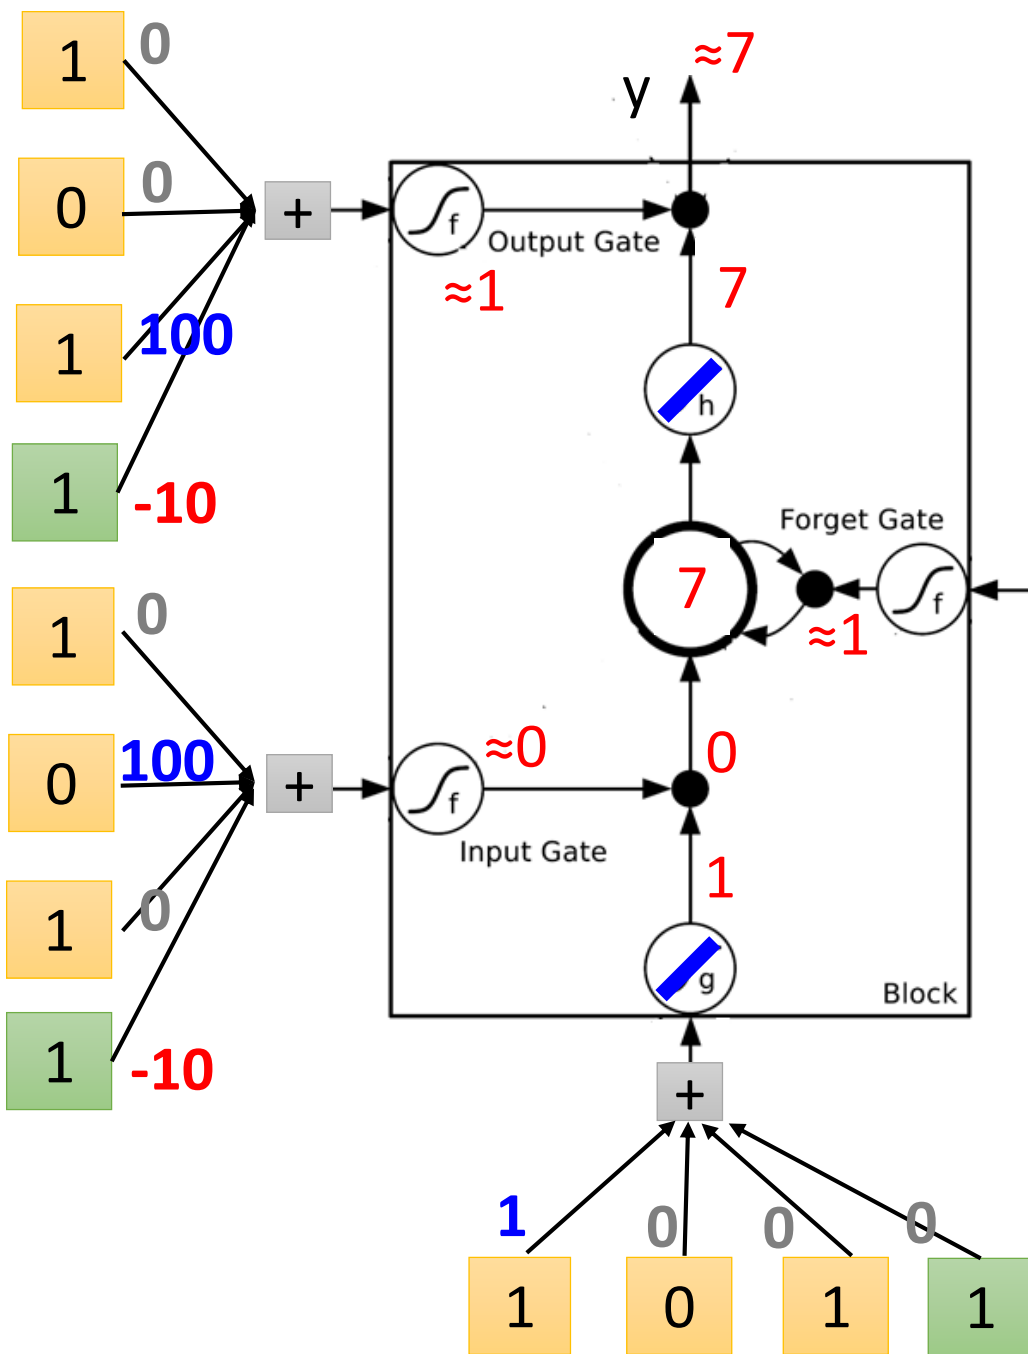 1 0
≈7
y
0 0
+
f
Output Gate
≈1
7
1 100
h
1 -10
Forget Gate
7
f
≈1
1 0
0 100
≈0
0
+
f
Input Gate
1
1 0
g
Block
1 -10
+
1 0 0 0
1 0 1 1